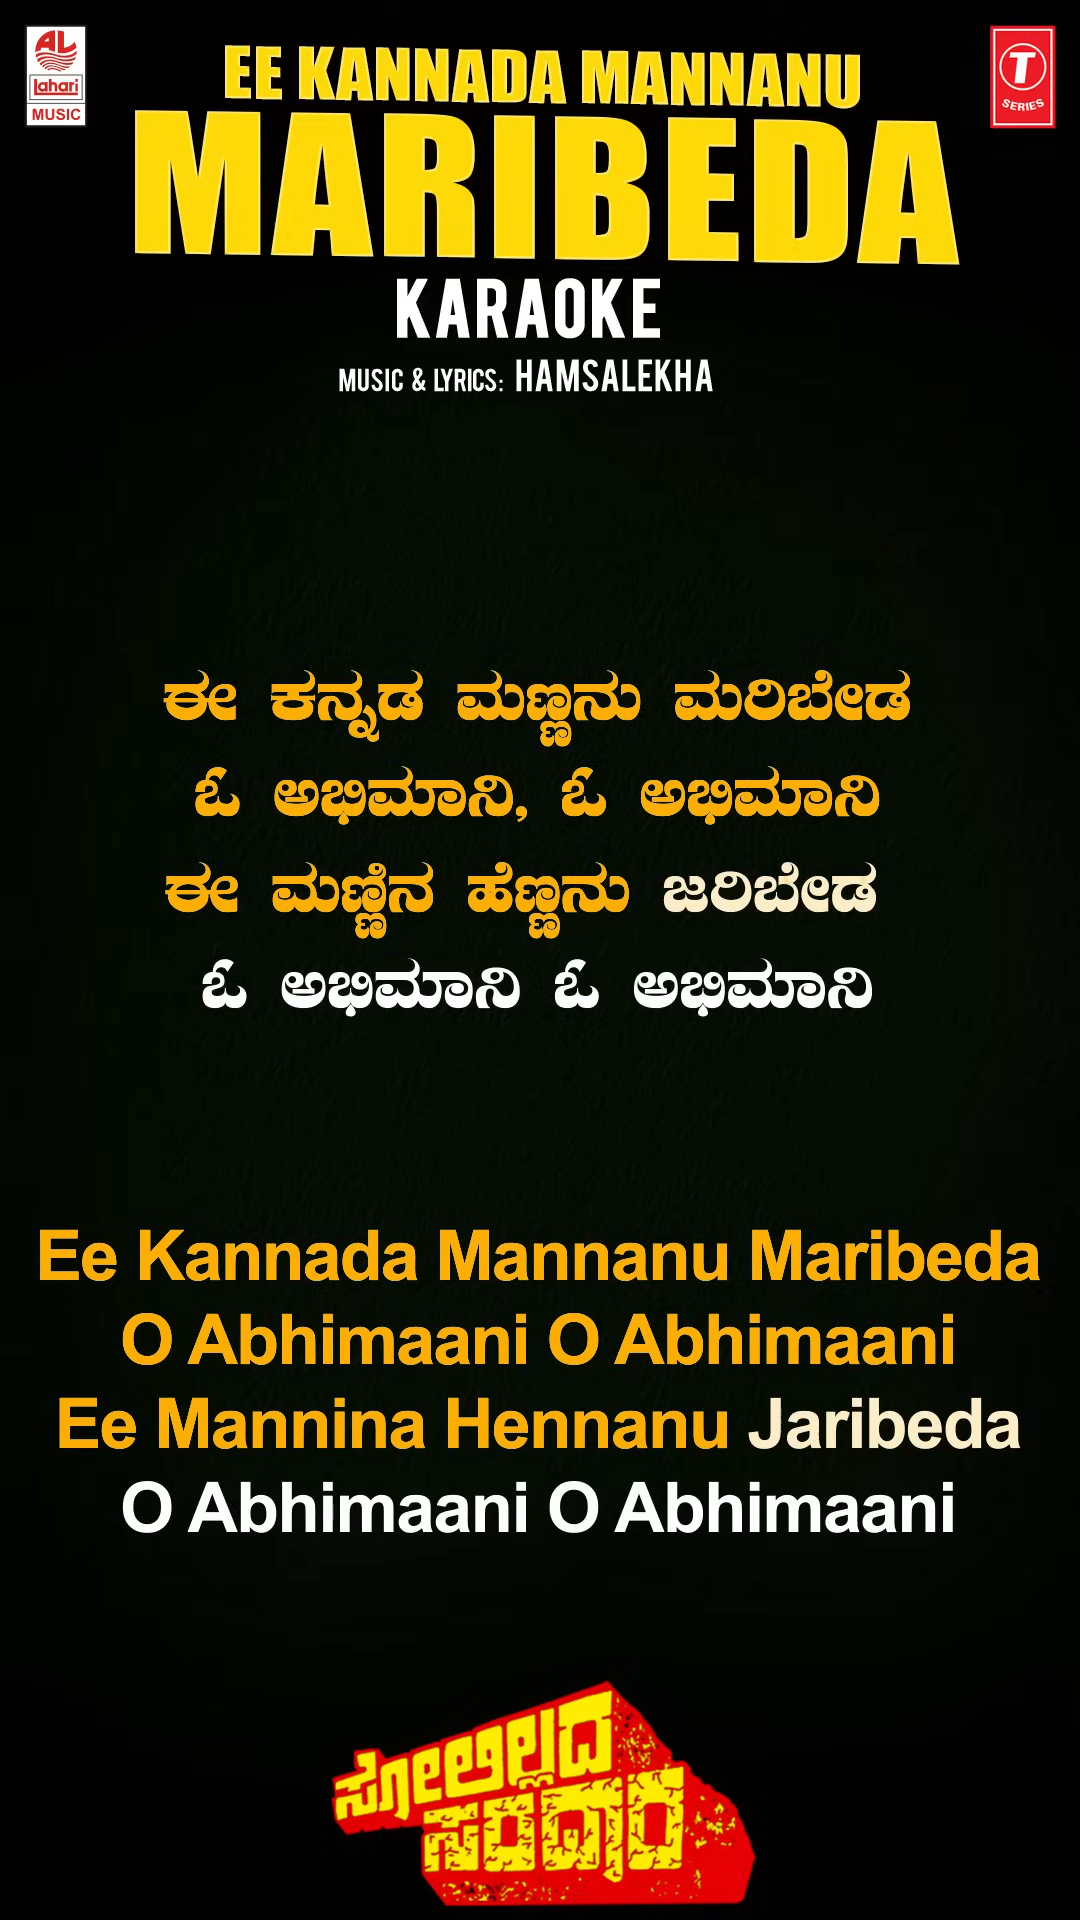 AL
lahari
MUSIC
T
SERIES
EE KANNADA MANNANU
MARIBEDA
KARAOKE
MUSIC & LYRICS: HAMSALEKHA
ಈ ಕನ್ನಡ ಮಣ್ಣನು ಮರಿಬೇಡ
ಓ ಅಭಿಮಾನಿ, ಓ ಅಭಿಮಾನಿ
ಈ ಮಣ್ಣಿನ ಹೆಣ್ಣನು ಜರಿಬೇಡ
ಓ ಅಭಿಮಾನಿ ಓ ಅಭಿಮಾನಿ
Ee Kannada Mannanu Maribeda
O Abhimaani O Abhimaani
Ee Mannina Hennanu Jaribeda
O Abhimaani O Abhimaani
ಸೋಲಿಲ್ಲದ
ಸರದಾರ